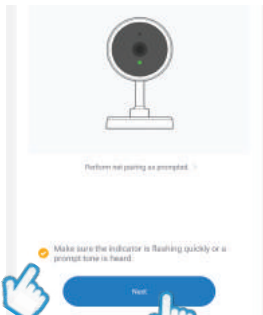 Perform net pairing as prompted. >
Make sure the indicator is flashing quickly or a
prompt tone is heard
Next